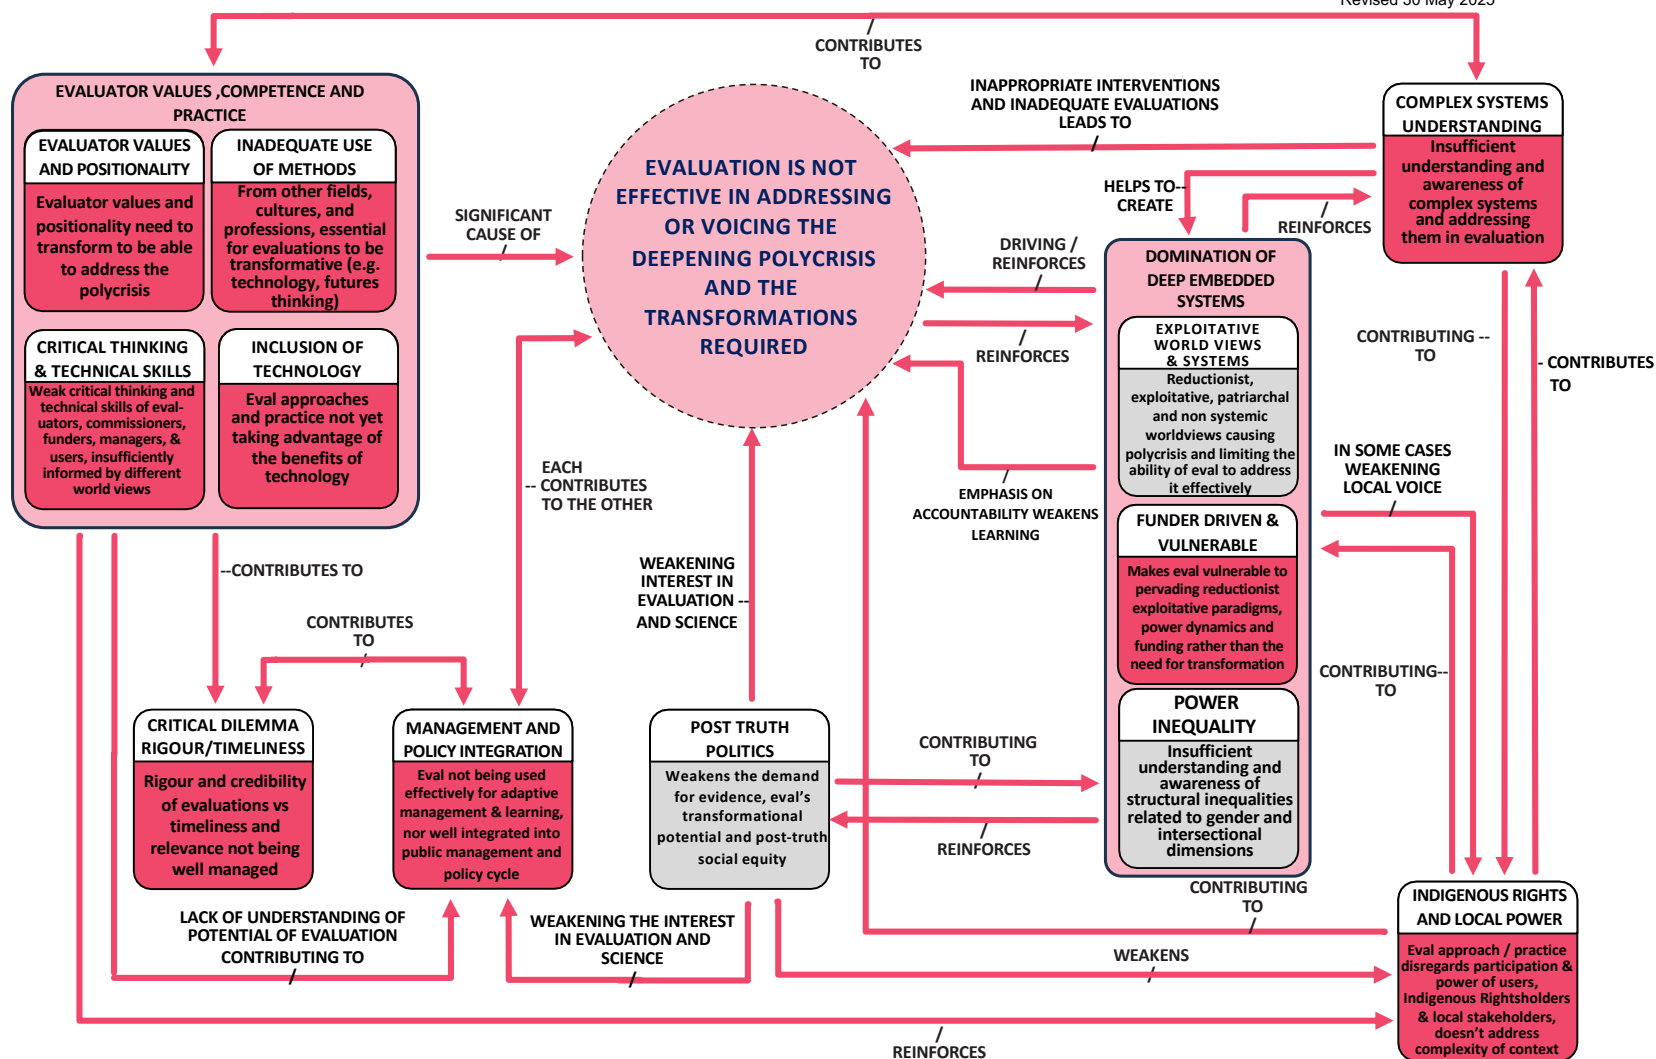 Revised 30 May 2025
CONTRIBUTES
TO
EVALUATOR VALUES ,COMPETENCE AND
PRACTICE
EVALUATOR VALUES
AND POSITIONALITY
Evaluator values and
positionality need to
transform to be able
to address the
polycrisis
INADEQUATE USE
OF METHODS
From other fields,
cultures, and
professions, essential
for evaluations to be
transformative (e.g.
technology, futures
thinking)
CRITICAL THINKING
& TECHNICAL SKILLS
Weak critical thinking and
technical skills of eval-
uators, commissioners,
funders, managers, &
users, insufficiently
informed by different
world views
INCLUSION OF
TECHNOLOGY
Eval approaches
and practice not yet
taking advantage of
the benefits of
technology
SIGNIFICANT
CAUSE OF
EVALUATION IS NOT
EFFECTIVE IN ADDRESSING
OR VOICING THE
DEEPENING POLYCRISIS
AND THE
TRANSFORMATIONS
REQUIRED
INAPPROPRIATE INTERVENTIONS
AND INADEQUATE EVALUATIONS
LEADS TO
COMPLEX SYSTEMS
UNDERSTANDING
Insufficient
understanding and
awareness of
complex systems
and addressing
them in evaluation
HELPS TO--
CREATE
REINFORCES
DRIVING /
REINFORCES
REINFORCES
DOMINATION OF
DEEP EMBEDDED
SYSTEMS
EXPLOITATIVE
WORLD VIEWS
& SYSTEMS
Reductionist,
exploitative, patriarchal
and non systemic
worldviews causing
polycrisis and limiting the
ability of eval to address
it effectively
FUNDER DRIVEN &
VULNERABLE
Makes eval vulnerable to
pervading reductionist
exploitative paradigms,
power dynamics and
funding rather than the
need for transformation
POWER
INEQUALITY
Insufficient
understanding and
awareness of
structural inequalities
related to gender and
intersectional
dimensions
CONTRIBUTING --
TO
- CONTRIBUTES
TO
IN SOME CASES
WEAKENING
LOCAL VOICE
CONTRIBUTING--
TO
EMPHASIS ON
ACCOUNTABILITY WEAKENS
LEARNING
EACH
-- CONTRIBUTES
TO THE OTHER
WEAKENING
INTEREST IN
EVALUATION --
AND SCIENCE
--CONTRIBUTES TO
CONTRIBUTES
TO
CRITICAL DILEMMA
RIGOUR/TIMELINESS
Rigour and credibility
of evaluations vs
timeliness and
relevance not being
well managed
MANAGEMENT AND
POLICY INTEGRATION
Eval not being used
effectively for adaptive
management & learning,
nor well integrated into
public management and
policy cycle
POST TRUTH
POLITICS
Weakens the demand
for evidence, eval's
transformational
potential and post-truth
social equity
CONTRIBUTING
TO
REINFORCES
CONTRIBUTING
TO
INDIGENOUS RIGHTS
AND LOCAL POWER
Eval approach / practice
disregards participation &
power of users,
Indigenous Rightsholders
& local stakeholders,
doesn't address
complexity of context
LACK OF UNDERSTANDING OF
POTENTIAL OF EVALUATION
CONTRIBUTING TO
WEAKENING THE INTEREST
IN EVALUATION AND
SCIENCE
WEAKENS
REINFORCES